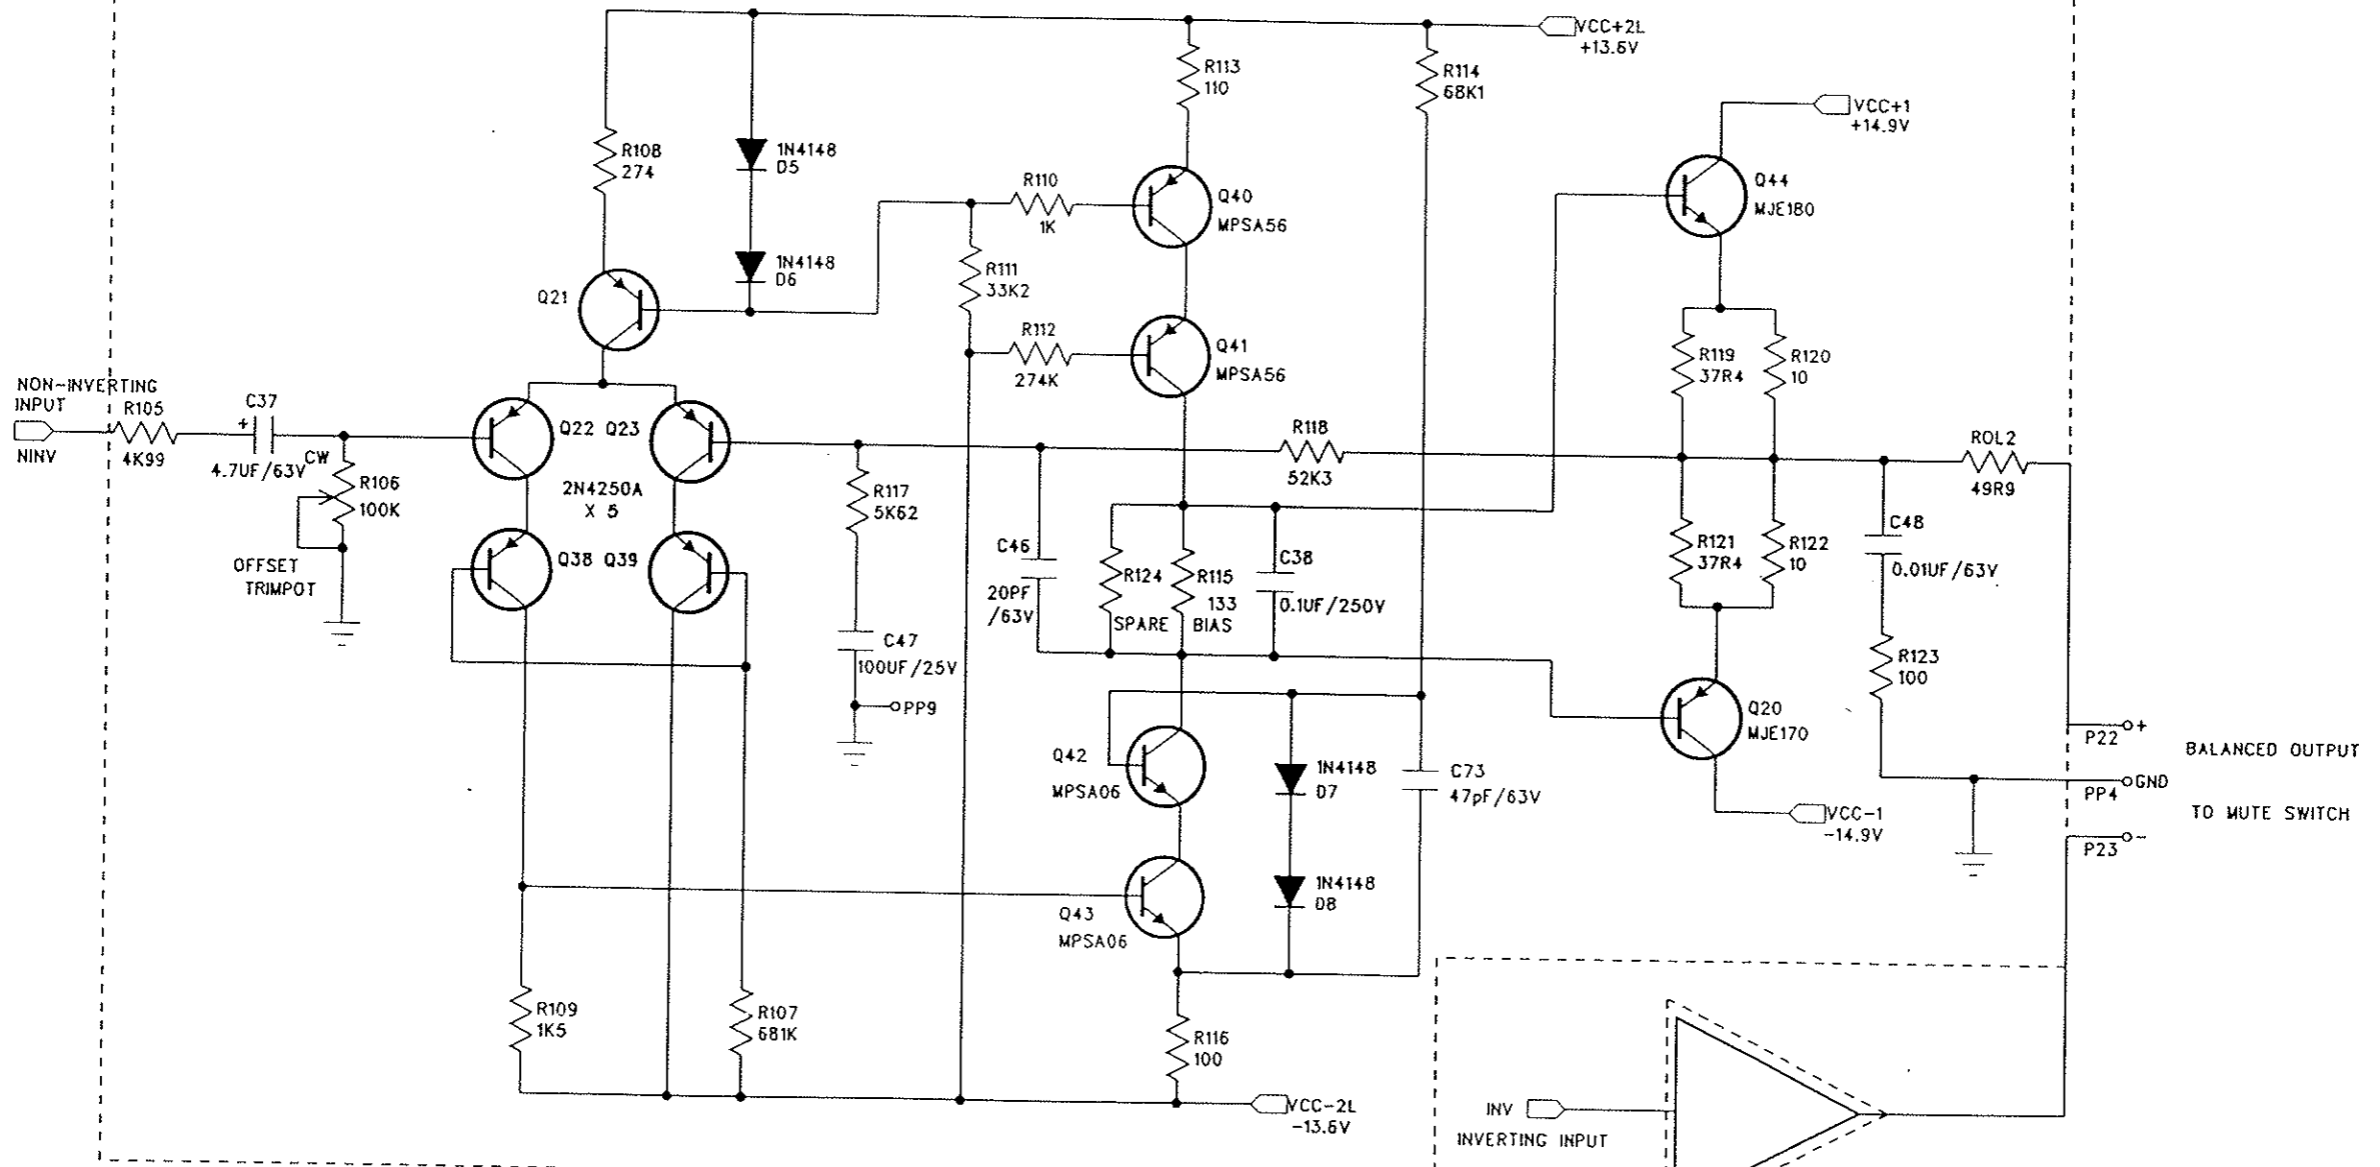 VCC+2L
+13.6V
R113
110
R114
68K1
VCC+1
+14.9V
R108
274
1N4148
D5
R110
1K
Q40
MPSA56
Q44
MJE180
1N4148
D6
Q21
R111
33K2
R112
274K
Q41
MPSA56
R119
37R4
R120
10
NON-INVERTING
INPUT
NINV
R105
4K99
C37
+
4.7UF/63V
CW
R106
100K
OFFSET
TRIMPOT
Q22
Q23
2N4250A
X 5
Q38
Q39
R117
5K62
R118
52K3
ROL2
49R9
C46
20PF
/63V
R124
SPARE
R115
133
BIAS
C38
0.1UF/250V
R121
37R4
R122
10
C48
0.01UF/63V
C47
100UF/25V
PP9
R123
100
Q42
MPSA06
1N4148
D7
C73
47pF/63V
Q20
MJE170
VCC-1
-14.9V
P22
+
BALANCED OUTPUT
PP4
GND
TO MUTE SWITCH
P23
-
Q43
MPSA06
1N4148
D8
R109
1K5
R107
681K
R116
100
VCC-2L
-13.6V
INV
INVERTING INPUT